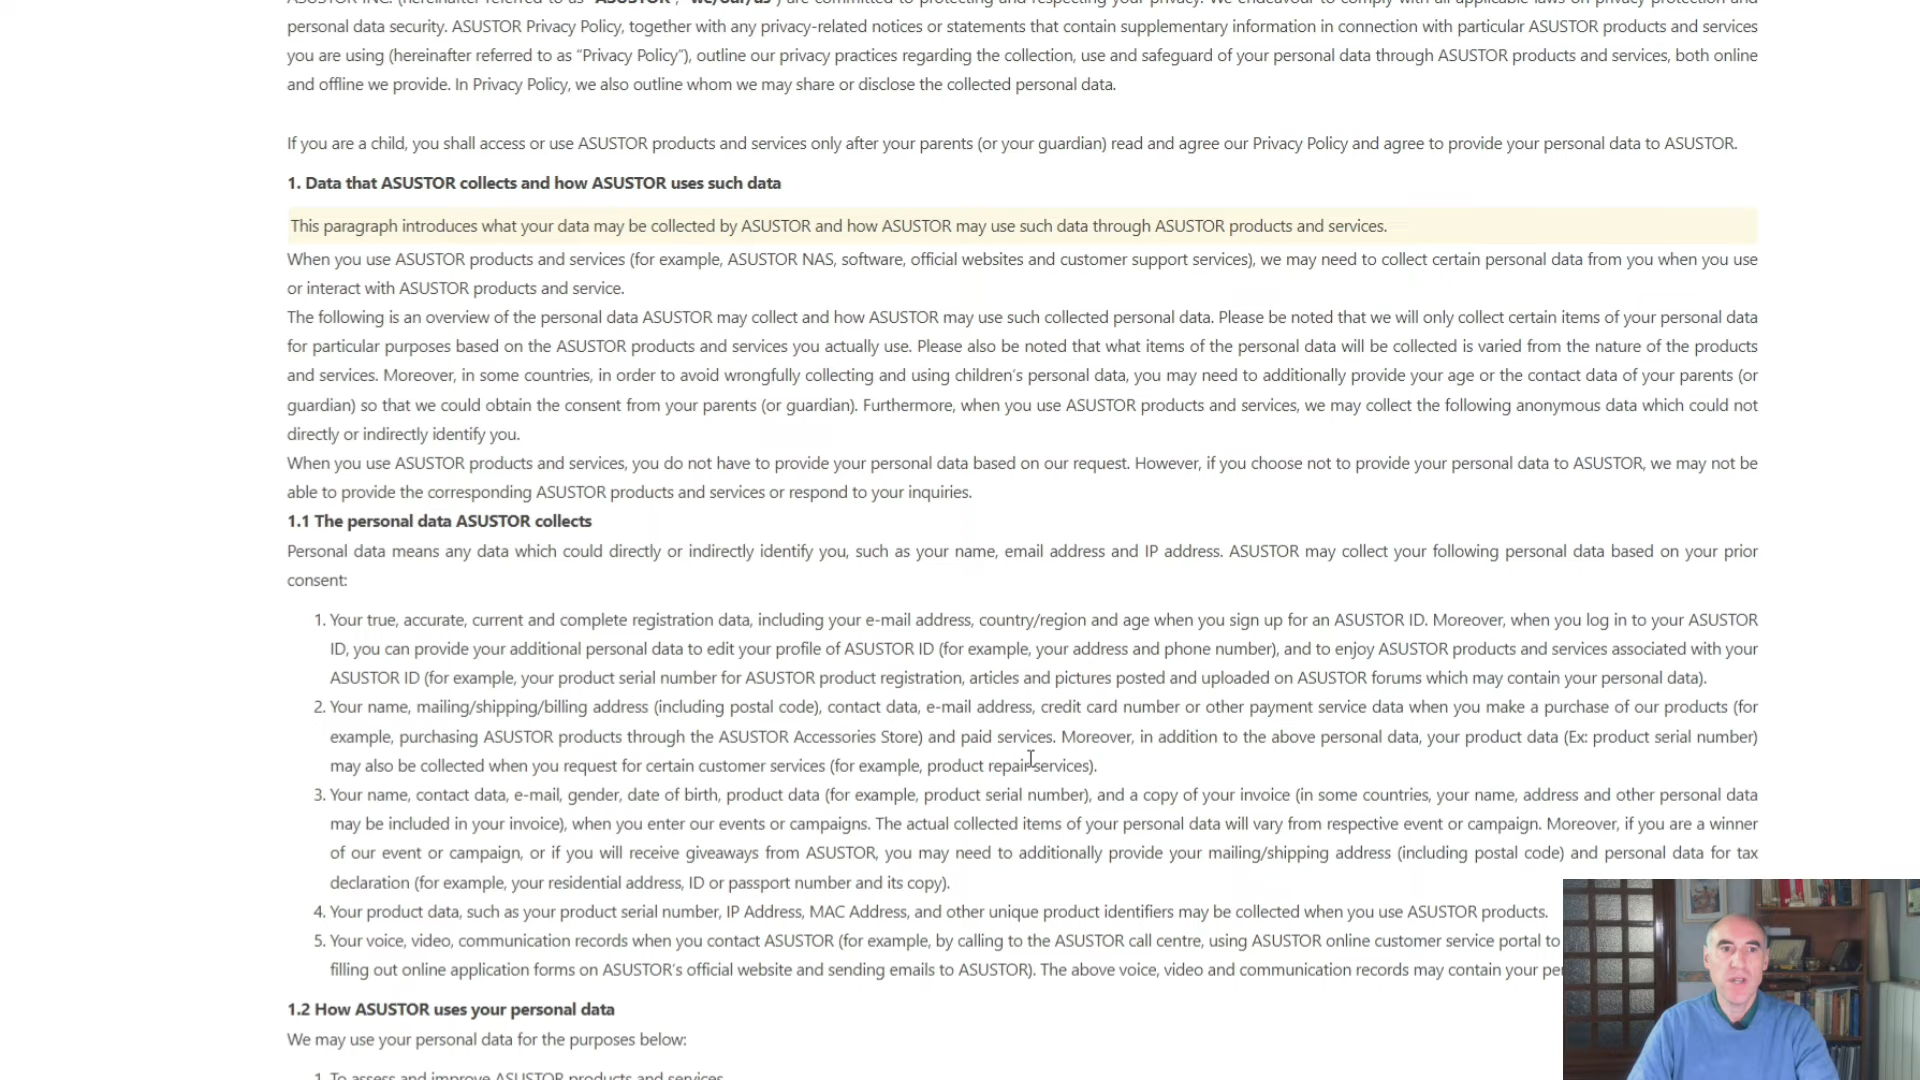 ASUSTOR INC. (hereinafter referred to as "ASUSTOR", "we/our/us") are committed to protecting and respecting your privacy. We endeavour to comply with all applicable laws on privacy protection and
personal data security. ASUSTOR Privacy Policy, together with any privacy-related notices or statements that contain supplementary information in connection with particular ASUSTOR products and services
you are using (hereinafter referred to as “Privacy Policy”), outline our privacy practices regarding the collection, use and safeguard of your personal data through ASUSTOR products and services, both online
and offline we provide. In Privacy Policy, we also outline whom we may share or disclose the collected personal data.
If you are a child, you shall access or use ASUSTOR products and services only after your parents (or your guardian) read and agree our Privacy Policy and agree to provide your personal data to ASUSTOR.
1. Data that ASUSTOR collects and how ASUSTOR uses such data
This paragraph introduces what your data may be collected by ASUSTOR and how ASUSTOR may use such data through ASUSTOR products and services.
When you use ASUSTOR products and services (for example, ASUSTOR NAS, software, official websites and customer support services), we may need to collect certain personal data from you when you use
or interact with ASUSTOR products and service.
The following is an overview of the personal data ASUSTOR may collect and how ASUSTOR may use such collected personal data. Please be noted that we will only collect certain items of your personal data
for particular purposes based on the ASUSTOR products and services you actually use. Please also be noted that what items of the personal data will be collected is varied from the nature of the products
and services. Moreover, in some countries, in order to avoid wrongfully collecting and using children’s personal data, you may need to additionally provide your age or the contact data of your parents (or
guardian) so that we could obtain the consent from your parents (or guardian). Furthermore, when you use ASUSTOR products and services, we may collect the following anonymous data which could not
directly or indirectly identify you.
When you use ASUSTOR products and services, you do not have to provide your personal data based on our request. However, if you choose not to provide your personal data to ASUSTOR, we may not be
able to provide the corresponding ASUSTOR products and services or respond to your inquiries.
1.1 The personal data ASUSTOR collects
Personal data means any data which could directly or indirectly identify you, such as your name, email address and IP address. ASUSTOR may collect your following personal data based on your prior
consent:
1. Your true, accurate, current and complete registration data, including your e-mail address, country/region and age when you sign up for an ASUSTOR ID. Moreover, when you log in to your ASUSTOR
ID, you can provide your additional personal data to edit your profile of ASUSTOR ID (for example, your address and phone number), and to enjoy ASUSTOR products and services associated with your
ASUSTOR ID (for example, your product serial number for ASUSTOR product registration, articles and pictures posted and uploaded on ASUSTOR forums which may contain your personal data).
2. Your name, mailing/shipping/billing address (including postal code), contact data, e-mail address, credit card number or other payment service data when you make a purchase of our products (for
example, purchasing ASUSTOR products through the ASUSTOR Accessories Store) and paid services. Moreover, in addition to the above personal data, your product data (Ex: product serial number)
may also be collected when you request for certain customer services (for example, product repair services).
3. Your name, contact data, e-mail, gender, date of birth, product data (for example, product serial number), and a copy of your invoice (in some countries, your name, address and other personal data
may be included in your invoice), when you enter our events or campaigns. The actual collected items of your personal data will vary from respective event or campaign. Moreover, if you are a winner
of our event or campaign, or if you will receive giveaways from ASUSTOR, you may need to additionally provide your mailing/shipping address (including postal code) and personal data for tax
declaration (for example, your residential address, ID or passport number and its copy).
4. Your product data, such as your product serial number, IP Address, MAC Address, and other unique product identifiers may be collected when you use ASUSTOR products.
5. Your voice, video, communication records when you contact ASUSTOR (for example, by calling to the ASUSTOR call centre, using ASUSTOR online customer service portal to
filling out online application forms on ASUSTOR’s official website and sending emails to ASUSTOR). The above voice, video and communication records may contain your
1.2 How ASUSTOR uses your personal data
We may use your personal data for the purposes below:
1. To assess and improve ASUSTOR products and services